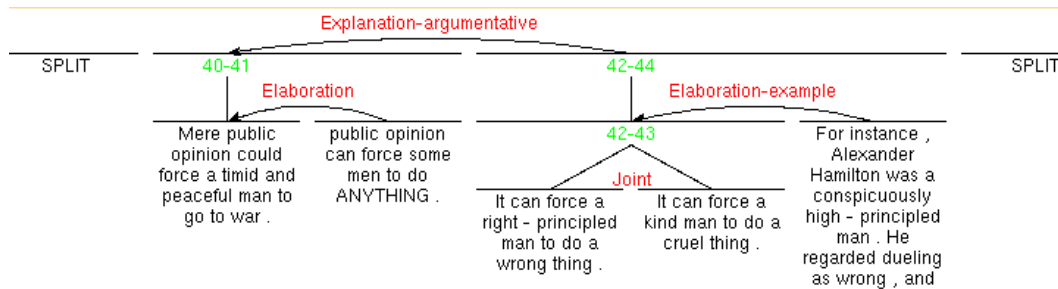 Explanation-argumentative
SPLIT
40-41
42-44
SPLIT
Elaboration
Elaboration-example
Mere public
opinion could
force a timid and
peaceful man to
go to war .
public opinion
can force some
men to do
ANYTHING .
42-43
Joint
It can force a
right - principled
man to do a
wrong thing .
It can force a
kind man to do a
cruel thing .
For instance ,
Alexander
Hamilton was a
conspicuously
high - principled
man . He
regarded dueling
as wrong , and